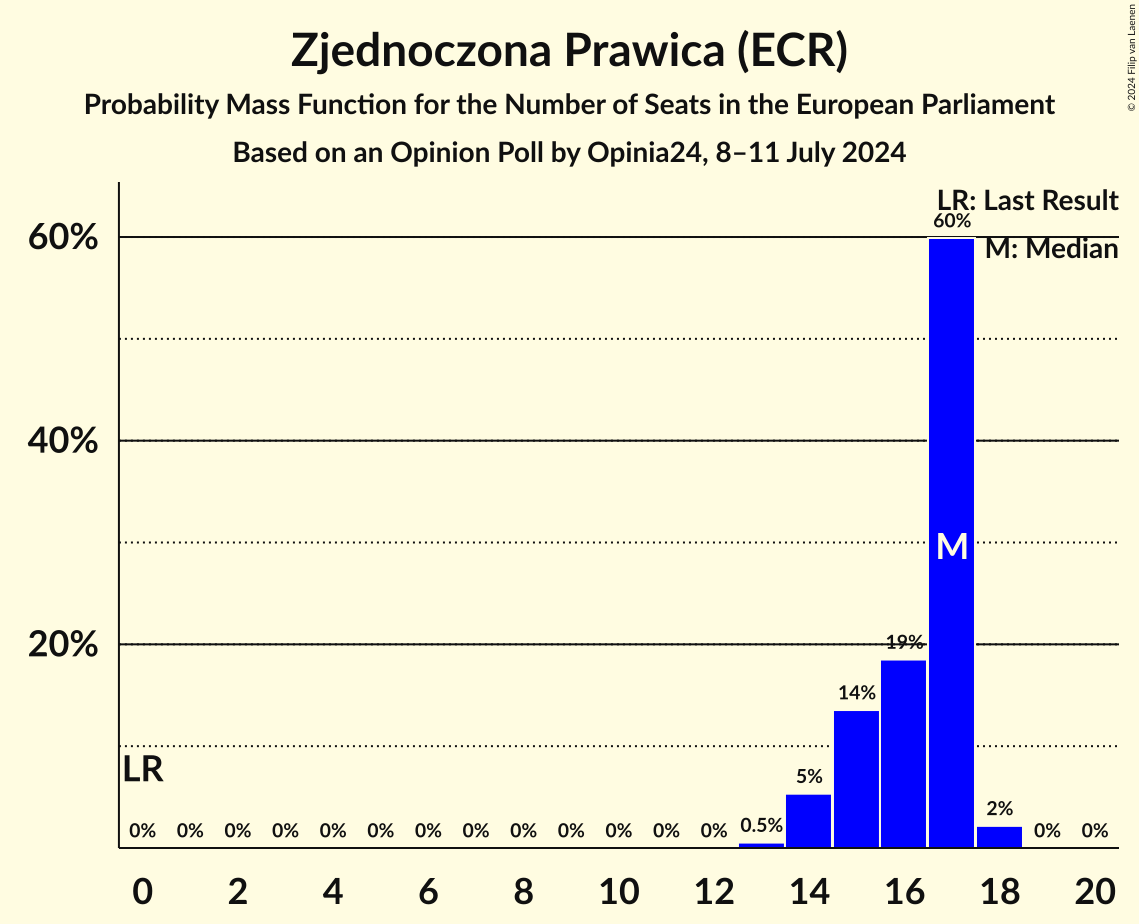 Zjednoczona Prawica (ECR)
Probability Mass Function for the Number of Seats in the European Parliament
Based on an Opinion Poll by Opinia24, 8–11 July 2024
© 2024 Filip van Laenen
LR: Last Result
M: Median
60%
40%
20%
60%
M
19%
14%
5%
2%
LR
0% 0% 0% 0% 0% 0% 0% 0% 0% 0% 0% 0% 0% 0.5% 0% 0%
0 2 4 6 8 10 12 14 16 18 20